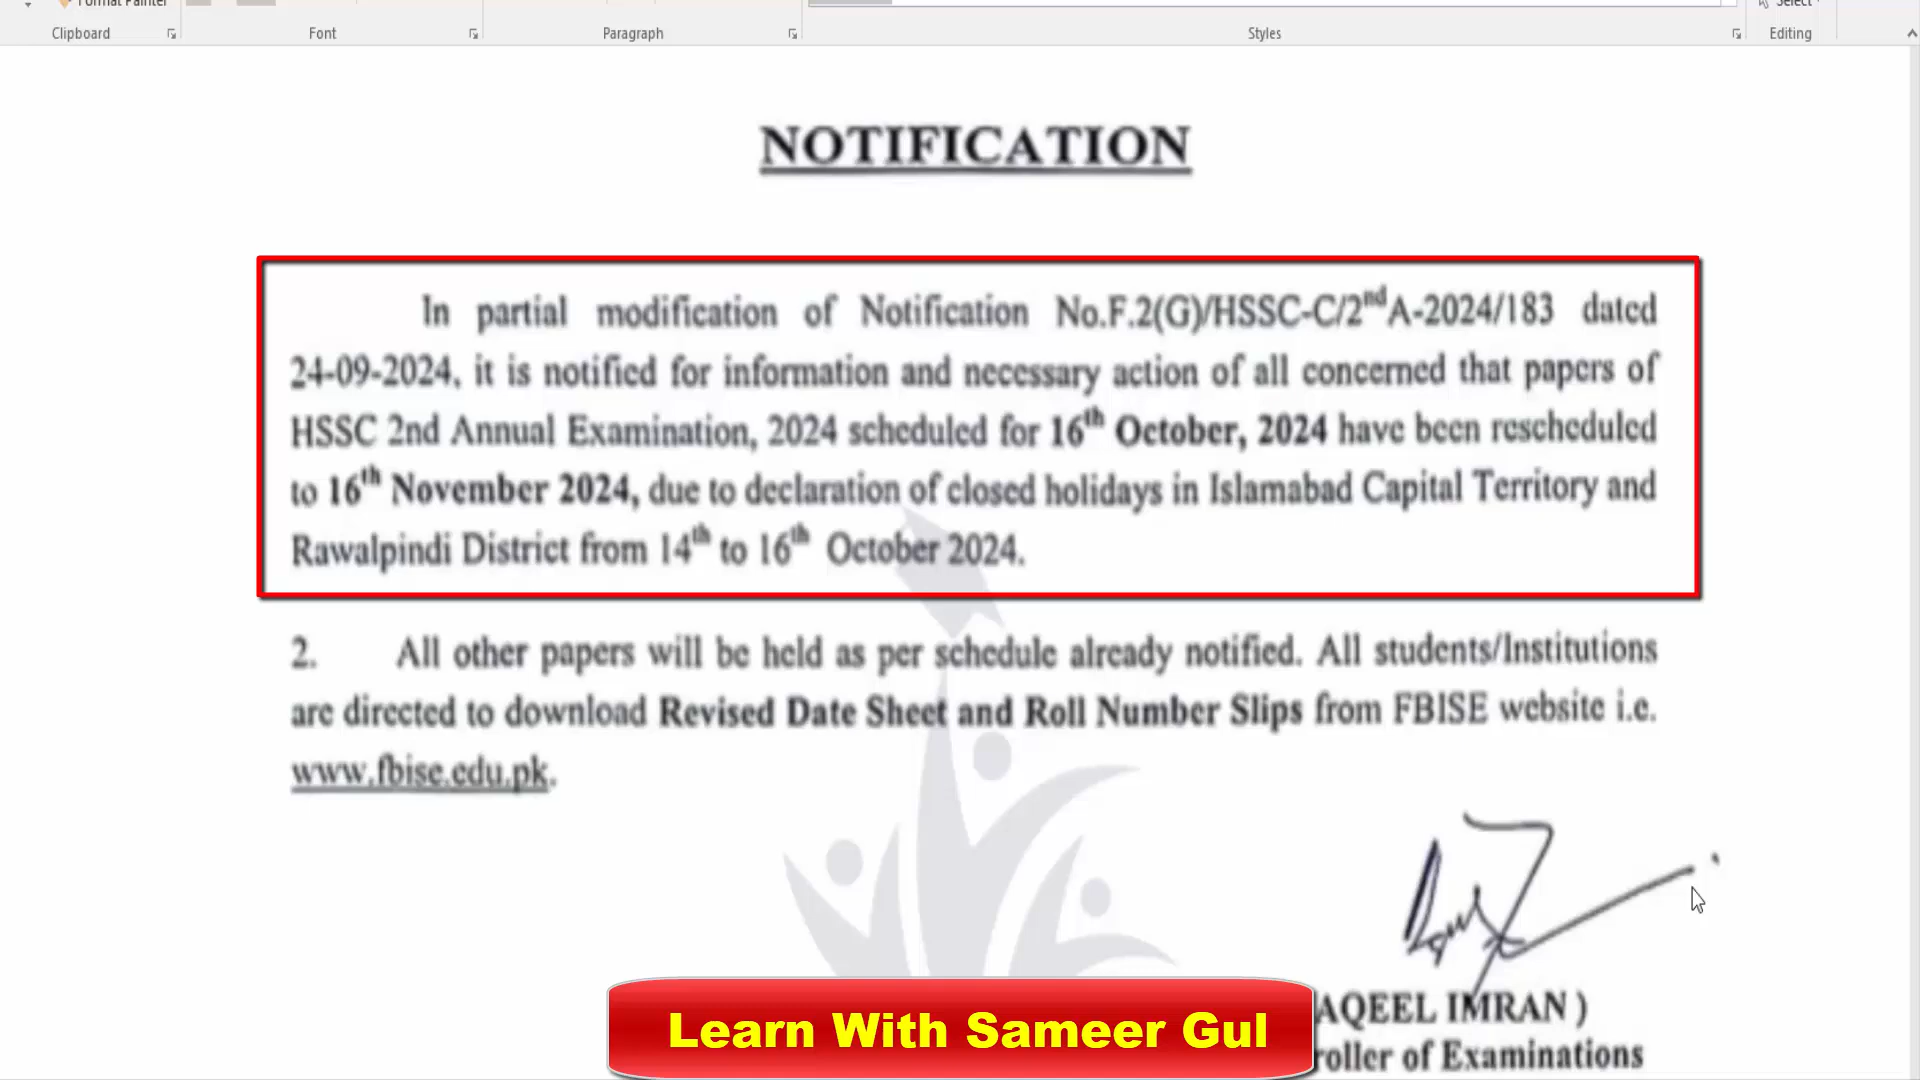 Format Painter
Select
Clipboard Font Paragraph Styles Editing
NOTIFICATION
In partial modification of Notification No.F.2(G)/HSSC-C/2nd A-2024/183 dated
24-09-2024, it is notified for information and necessary action of all concerned that papers of
HSSC 2nd Annual Examination, 2024 scheduled for 16th October, 2024 have been rescheduled
to 16th November 2024, due to declaration of closed holidays in Islamabad Capital Territory and
Rawalpindi District from 14th to 16th October 2024.
2. All other papers will be held as per schedule already notified. All students/Institutions
are directed to download Revised Date Sheet and Roll Number Slips from FBISE website i.e.
www.fbise.edu.pk.
AQEEL IMRAN )
roller of Examinations
Learn With Sameer Gul